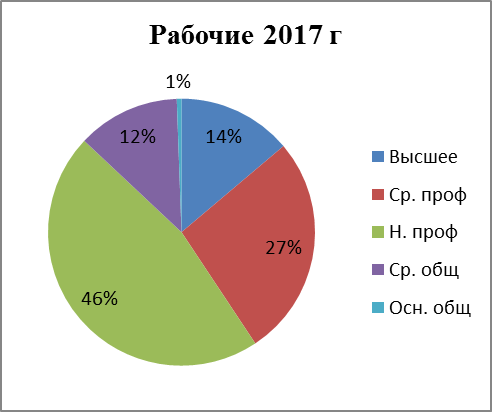 Рабочие 2017 г
1%
12%
14%
27%
46%
Высшее
Ср. проф
Н. проф
Ср. общ
Осн. общ